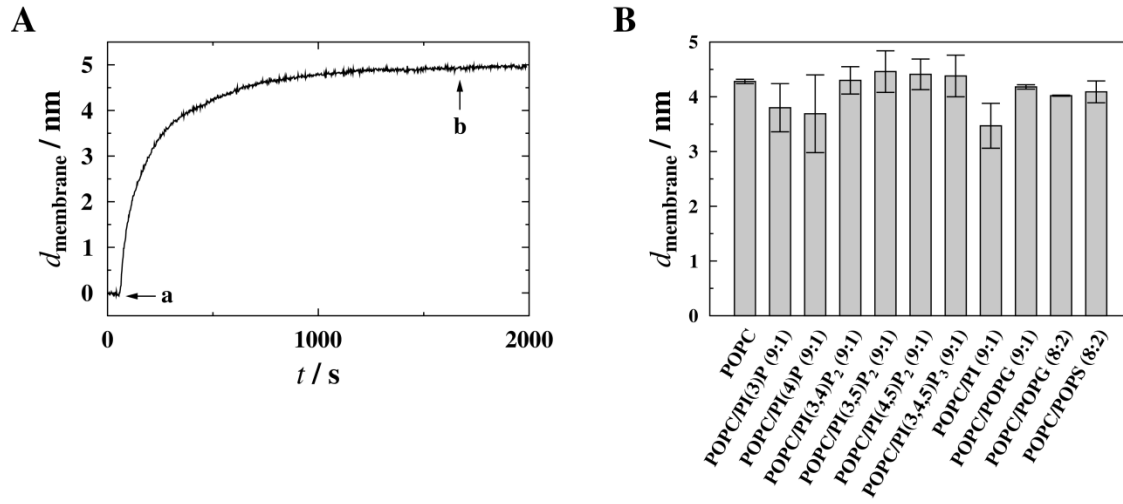 A
d_membrane / nm
5
4
3
2
1
0
a
b
0 1000 2000
t / s
B
d_membrane / nm
5
4
3
2
1
0
POPC
POPC/PI(3)P (9:1)
POPC/PI(4)P (9:1)
POPC/PI(3,4)P₂ (9:1)
POPC/PI(3,5)P₂ (9:1)
POPC/PI(4,5)P₂ (9:1)
POPC/PI(3,4,5)P₃ (9:1)
POPC/PI (9:1)
POPC/POPG (9:1)
POPC/POPG (8:2)
POPC/POPS (8:2)